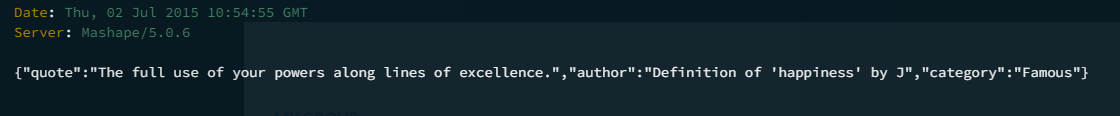 Date: Thu, 02 Jul 2015 10:54:55 GMT
Server: Mashape/5.0.6
{"quote":"The full use of your powers along lines of excellence.","author":"Definition of 'happiness' by J","category":"Famous"}